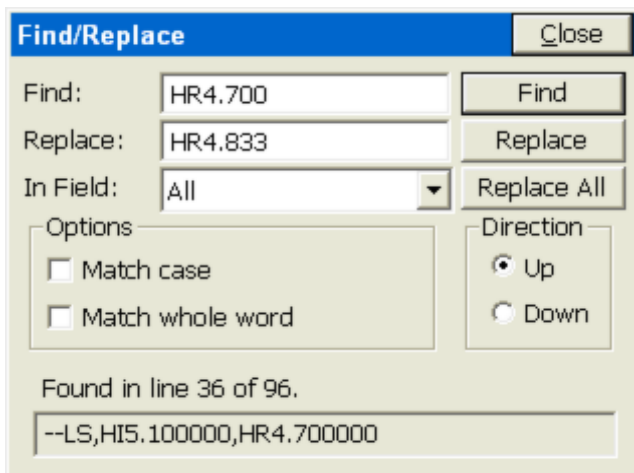 Find/Replace Close
Find: HR4.700 Find
Replace: HR4.833 Replace
In Field: All Replace All
Options Direction
Match case Up
Match whole word Down
Found in line 36 of 96.
--LS,HI5.100000,HR4.700000